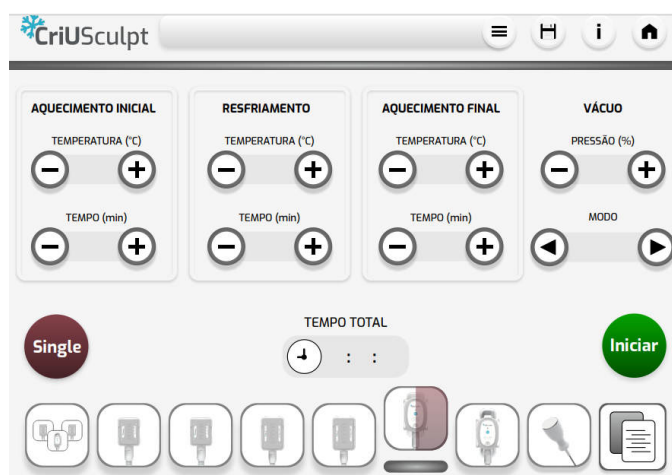 CriUSculpt
i
AQUECIMENTO INICIAL
RESFRIAMENTO
AQUECIMENTO FINAL
VÁCUO
TEMPERATURA (°C)
TEMPERATURA (°C)
TEMPERATURA (°C)
PRESSÃO (%)
TEMPO (min)
TEMPO (min)
TEMPO (min)
MODO
TEMPO TOTAL
Single
: :
Iniciar